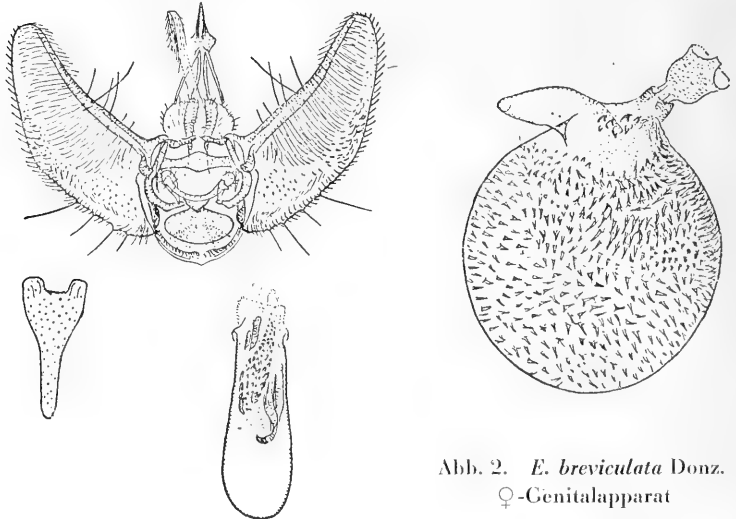 Abb. 2. E. breviculata Donz.
♀-Genitalapparat